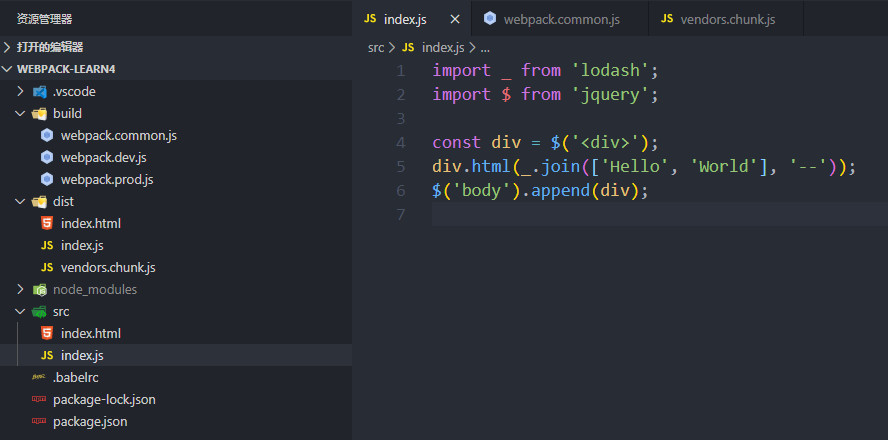 资源管理器
打开的编辑器
WEBPACK-LEARN4
.vscode
build
webpack.common.js
webpack.dev.js
webpack.prod.js
dist
index.html
JS index.js
JS vendors.chunk.js
node_modules
src
index.html
JS index.js
.babelrc
package-lock.json
package.json
JS index.js × webpack.common.js JS vendors.chunk.js
src > JS index.js > ...
1 import _ from 'lodash';
2 import $ from 'jquery';
3
4 const div = $('<div>');
5 div.html(_.join(['Hello', 'World'], '--'));
6 $('body').append(div);
7